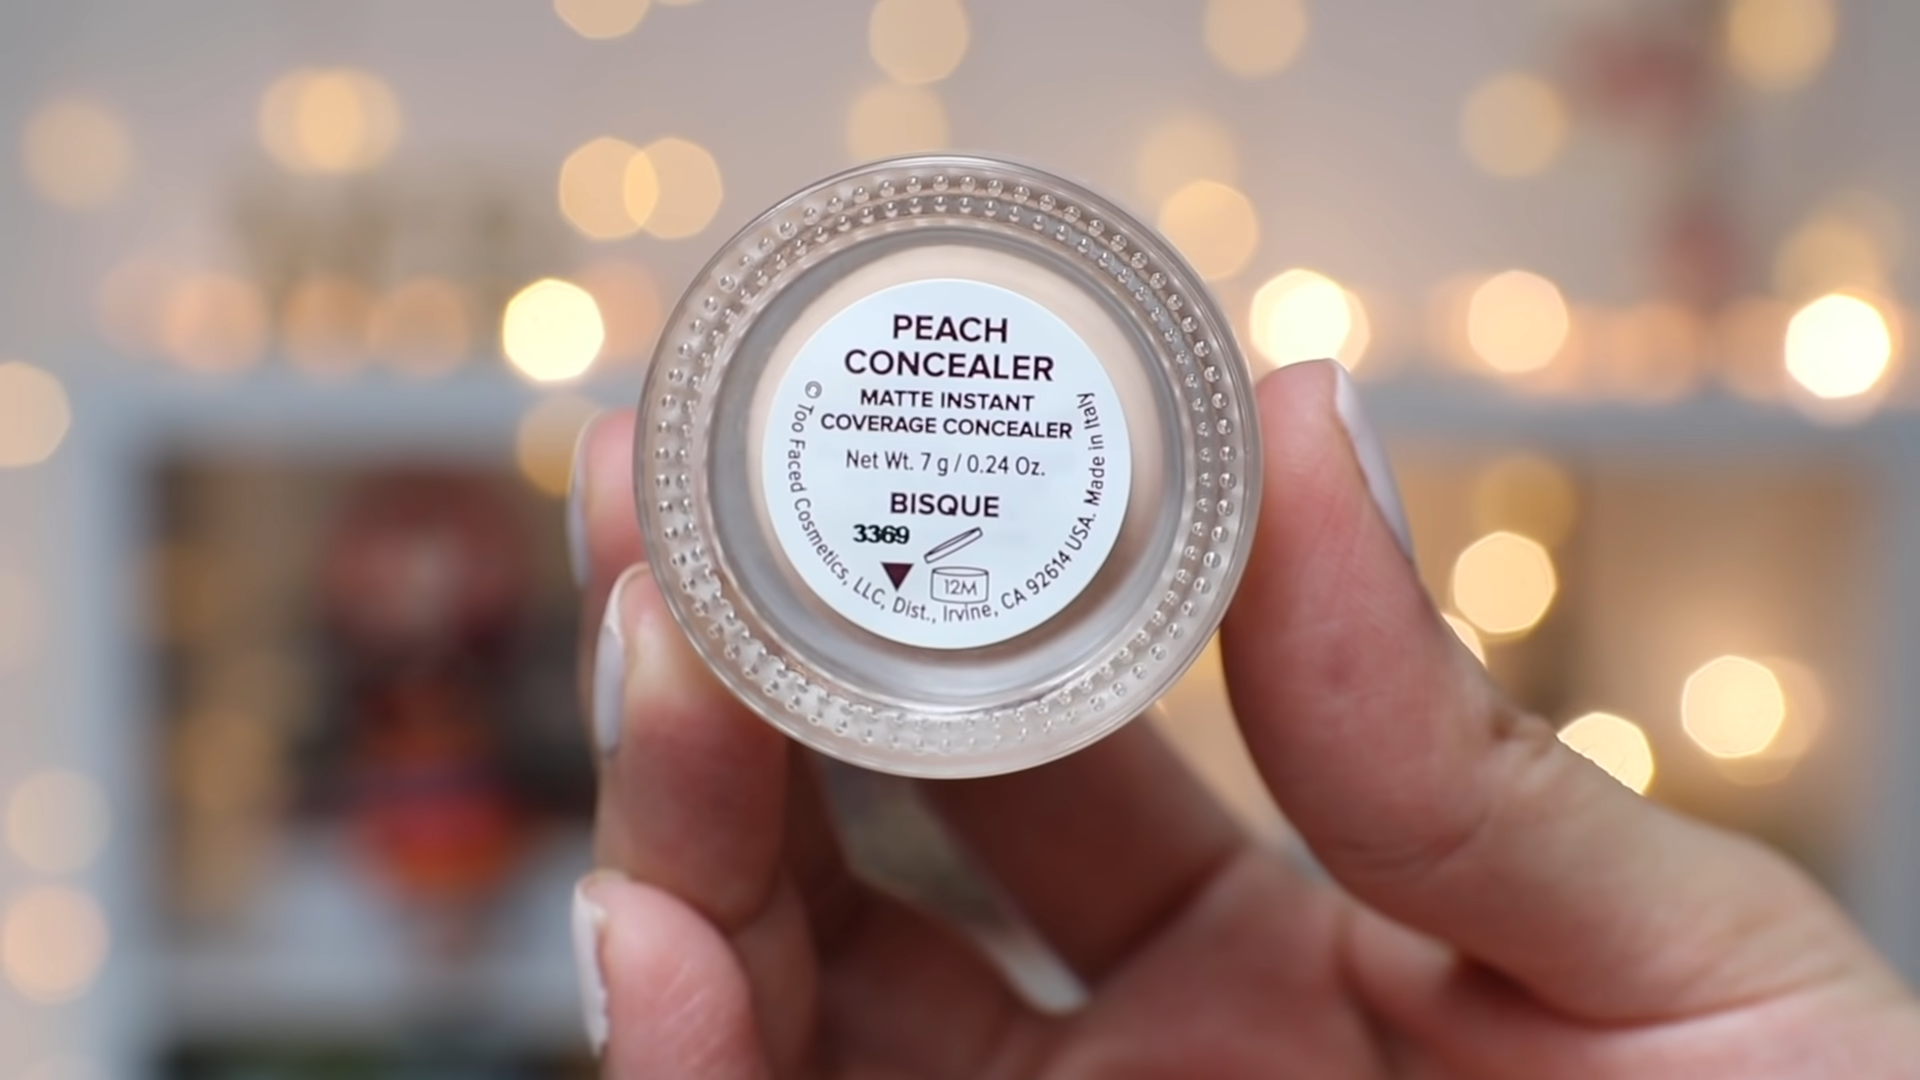 PEACH
CONCEALER
MATTE INSTANT
COVERAGE CONCEALER
Net Wt. 7 g / 0.24 Oz.
BISQUE
3369
12M
© Too Faced Cosmetics, LLC, Dist., Irvine, CA 92614 USA. Made in Italy